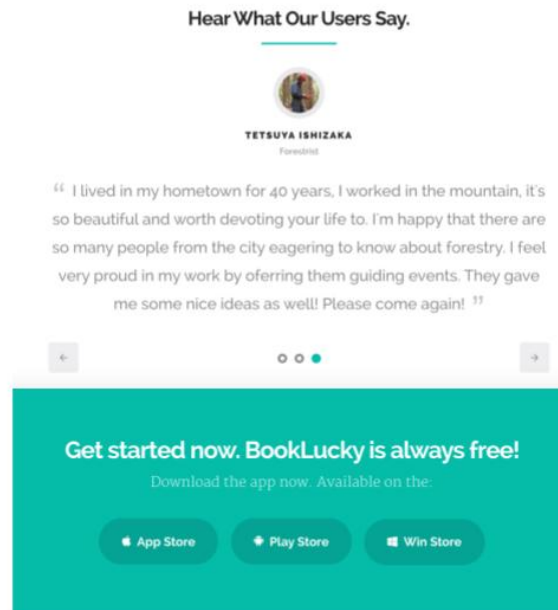 Hear What Our Users Say.
TETSUYA ISHIZAKA
Forestrist
“ I lived in my hometown for 40 years, I worked in the mountain, it's
so beautiful and worth devoting your life to. I'm happy that there are
so many people from the city eagering to know about forestry. I feel
very proud in my work by oferring them guiding events. They gave
me some nice ideas as well! Please come again! ”
Get started now. BookLucky is always free!
Download the app now. Available on the:
App Store Play Store Win Store